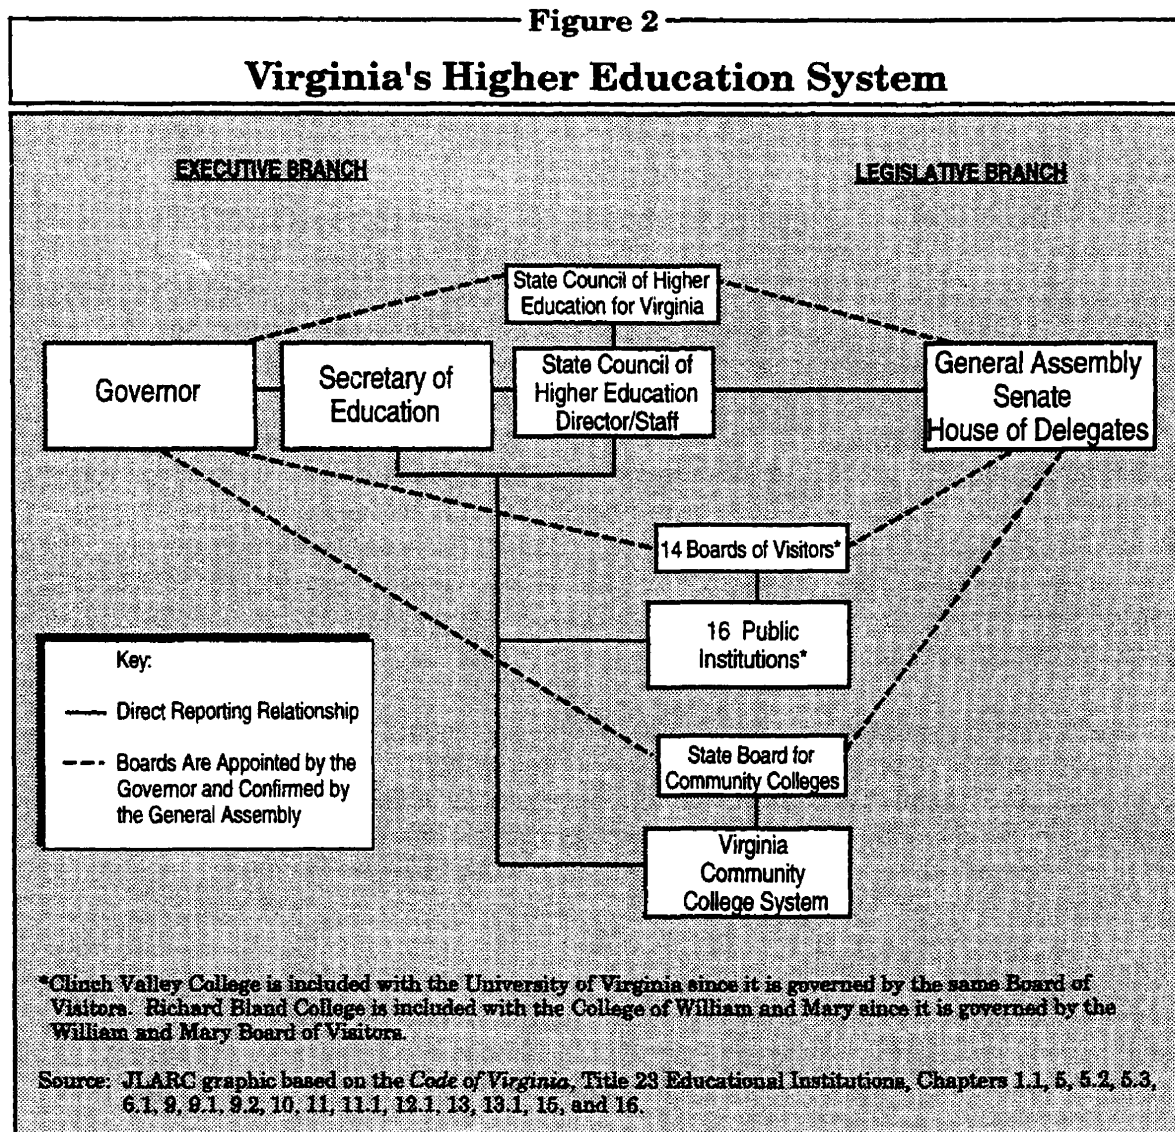 Figure 2
Virginia's Higher Education System
EXECUTIVE BRANCH
LEGISLATIVE BRANCH
State Council of Higher
Education for Virginia
Governor
Secretary of
Education
State Council of
Higher Education
Director/Staff
General Assembly
Senate
House of Delegates
14 Boards of Visitors*
16 Public
Institutions*
Key:
Direct Reporting Relationship
Boards Are Appointed by the
Governor and Confirmed by
the General Assembly
State Board for
Community Colleges
Virginia
Community
College System
*Clinch Valley College is included with the University of Virginia since it is governed by the same Board of
Visitors. Richard Bland College is included with the College of William and Mary since it is governed by the
William and Mary Board of Visitors.
Source: JLARC graphic based on the Code of Virginia, Title 23 Educational Institutions, Chapters 1.1, 5, 5.2, 5.3,
6.1, 9, 9.1, 9.2, 10, 11, 11.1, 12.1, 13, 13.1, 15, and 16.